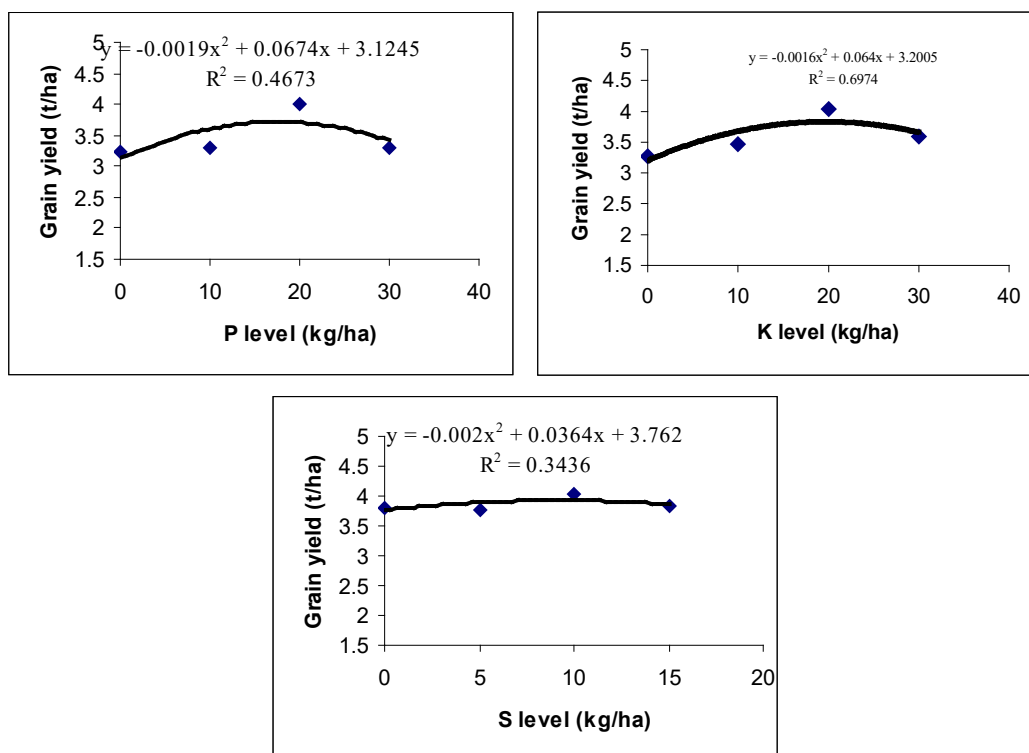 y = -0.0019x² + 0.0674x + 3.1245
R² = 0.4673
5
4.5
4
3.5
3
2.5
2
1.5
0 10 20 30 40
Grain yield (t/ha)
P level (kg/ha)
y = -0.0016x² + 0.064x + 3.2005
R² = 0.6974
5
4.5
4
3.5
3
2.5
2
1.5
0 10 20 30 40
Grain yield (t/ha)
K level (kg/ha)
y = -0.002x² + 0.0364x + 3.762
R² = 0.3436
5
4.5
4
3.5
3
2.5
2
1.5
0 5 10 15 20
Grain yield (t/ha)
S level (kg/ha)